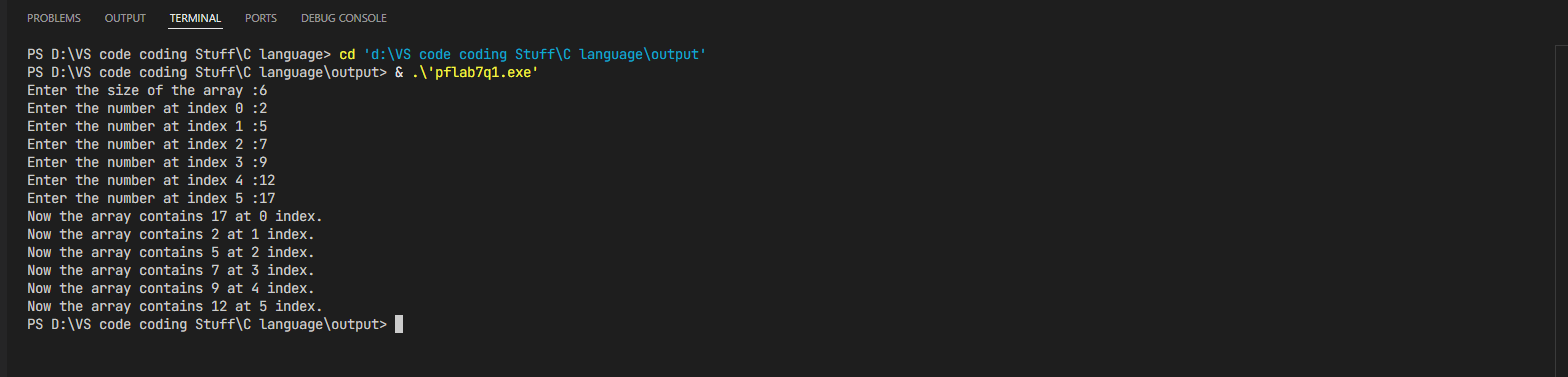 PROBLEMS OUTPUT TERMINAL PORTS DEBUG CONSOLE
PS D:\VS code coding Stuff\C language> cd 'd:\VS code coding Stuff\C language\output'
PS D:\VS code coding Stuff\C language\output> & .\'pflab7q1.exe'
Enter the size of the array :6
Enter the number at index 0 :2
Enter the number at index 1 :5
Enter the number at index 2 :7
Enter the number at index 3 :9
Enter the number at index 4 :12
Enter the number at index 5 :17
Now the array contains 17 at 0 index.
Now the array contains 2 at 1 index.
Now the array contains 5 at 2 index.
Now the array contains 7 at 3 index.
Now the array contains 9 at 4 index.
Now the array contains 12 at 5 index.
PS D:\VS code coding Stuff\C language\output>